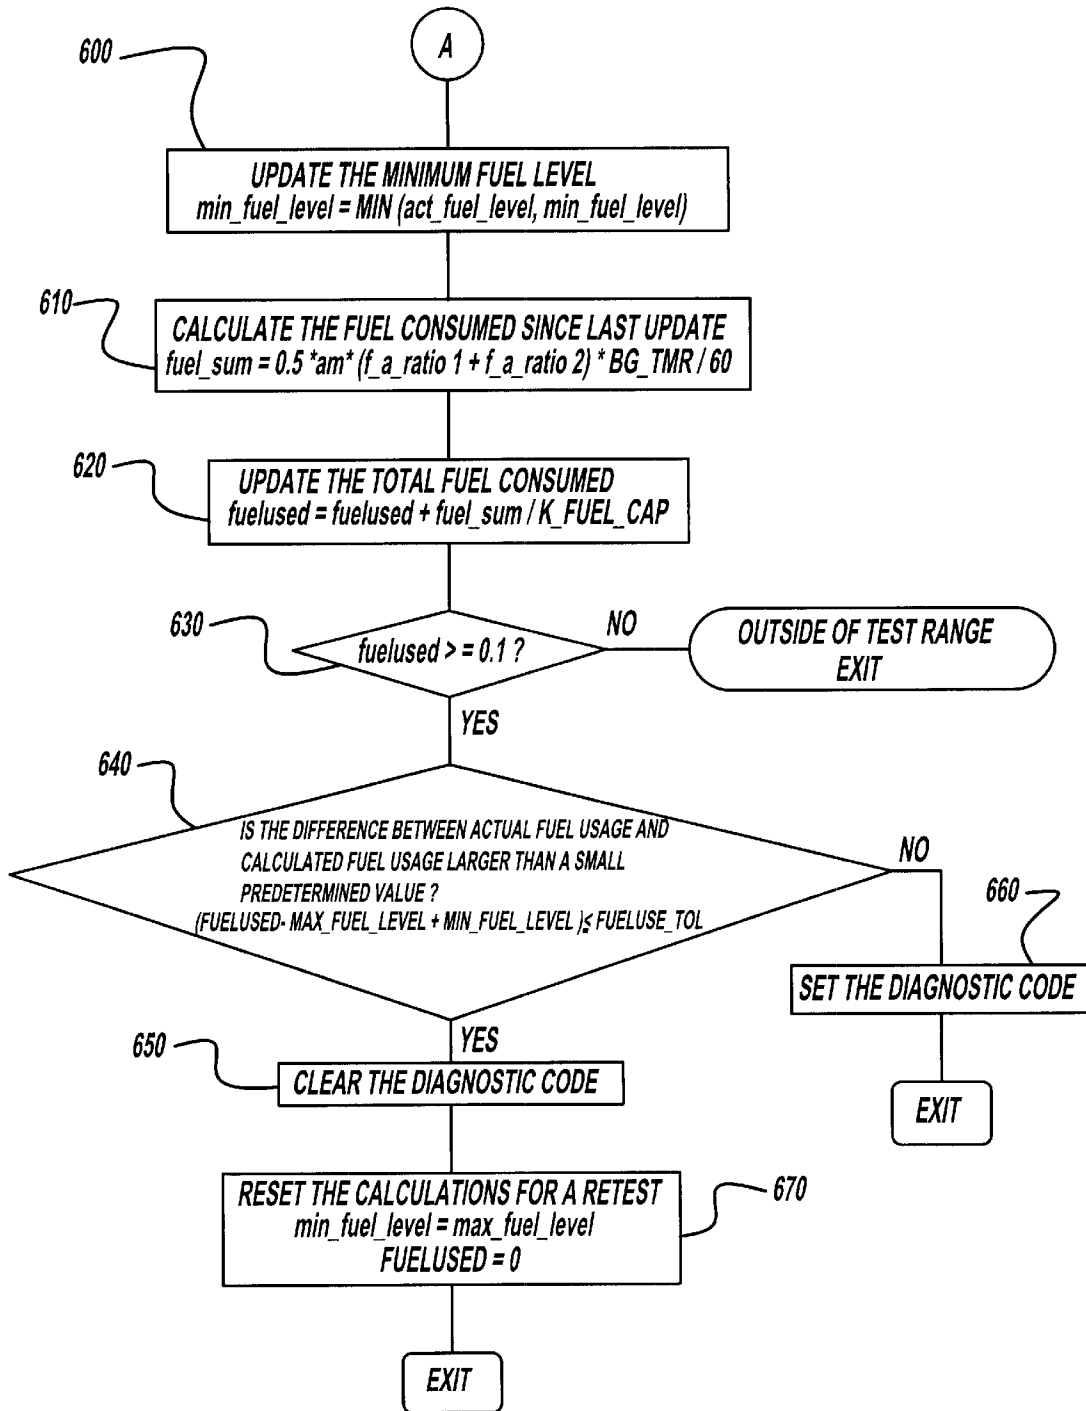 A
600
UPDATE THE MINIMUM FUEL LEVEL
min_fuel_level = MIN (act_fuel_level, min_fuel_level)
610
CALCULATE THE FUEL CONSUMED SINCE LAST UPDATE
fuel_sum = 0.5 *am* (f_a_ratio 1 + f_a_ratio 2) * BG_TMR / 60
620
UPDATE THE TOTAL FUEL CONSUMED
fuelused = fuelused + fuel_sum / K_FUEL_CAP
630
fuelused > = 0.1 ?
NO
OUTSIDE OF TEST RANGE
EXIT
YES
640
IS THE DIFFERENCE BETWEEN ACTUAL FUEL USAGE AND
CALCULATED FUEL USAGE LARGER THAN A SMALL
PREDETERMINED VALUE ?
(FUELUSED- MAX_FUEL_LEVEL + MIN_FUEL_LEVEL )≤ FUELUSE_TOL
NO
660
SET THE DIAGNOSTIC CODE
EXIT
YES
650
CLEAR THE DIAGNOSTIC CODE
RESET THE CALCULATIONS FOR A RETEST
min_fuel_level = max_fuel_level
FUELUSED = 0
670
EXIT